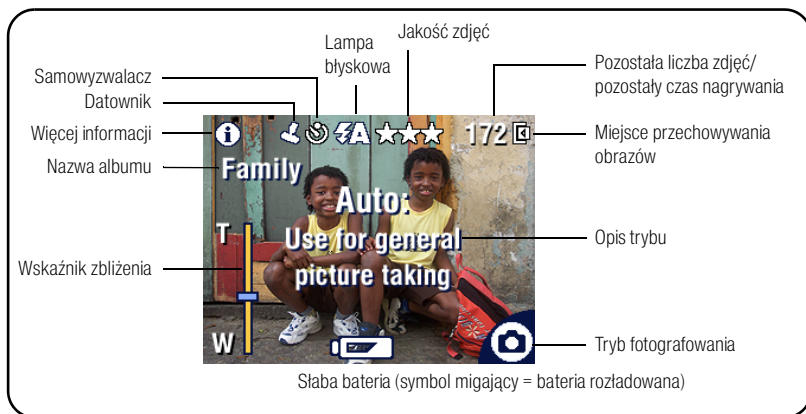 Jakość zdjęć
Lampa
błyskowa
Pozostała liczba zdjęć/
pozostały czas nagrywania
Samowyzwalacz
Datownik
Więcej informacji
Miejsce przechowywania
obrazów
Nazwa albumu
172
Family
Auto:
Use for general
picture taking
Opis trybu
T
Wskaźnik zbliżenia
W
Tryb fotografowania
Słaba bateria (symbol migający = bateria rozładowana)